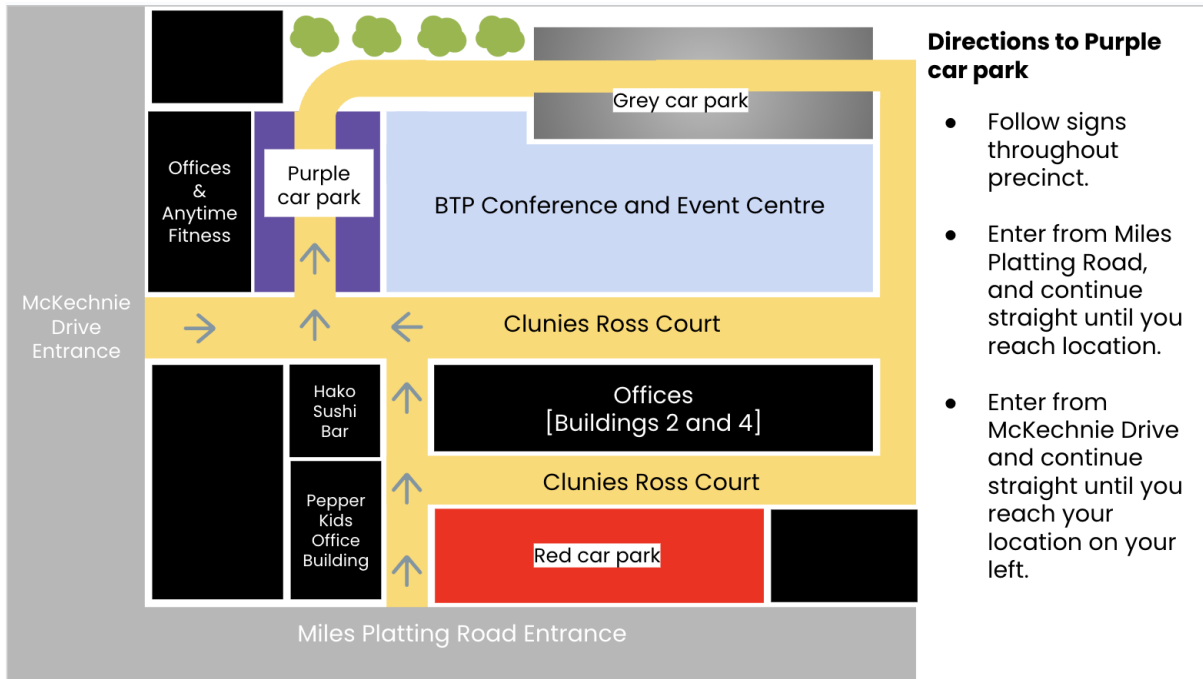 Directions to Purple
car park
● Follow signs
throughout
precinct.
● Enter from Miles
Platting Road,
and continue
straight until you
reach location.
● Enter from
McKechnie Drive
and continue
straight until you
reach your
location on your
left.
Grey car park
Offices
&
Anytime
Fitness
Purple
car park
BTP Conference and Event Centre
McKechnie
Drive
Entrance
Clunies Ross Court
Hako
Sushi
Bar
Offices
[Buildings 2 and 4]
Clunies Ross Court
Pepper
Kids
Office
Building
Red car park
Miles Platting Road Entrance